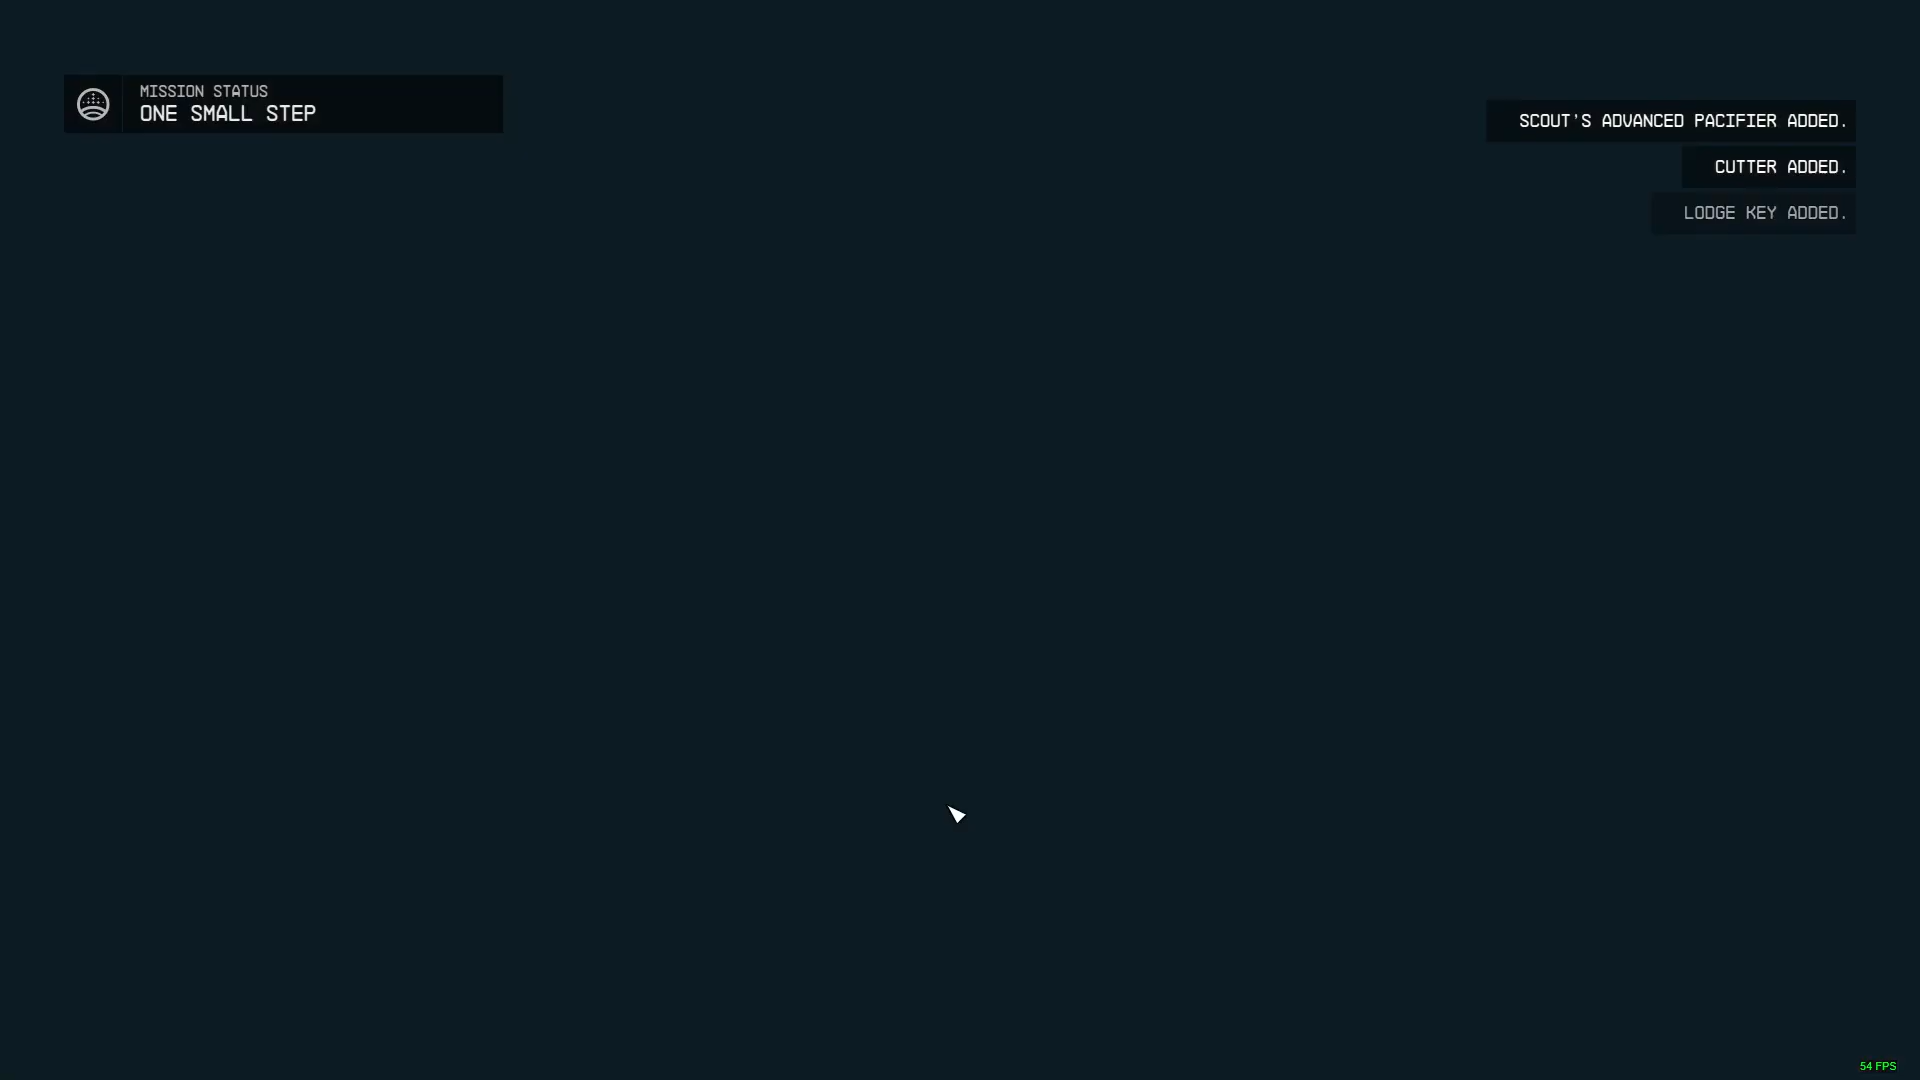 MISSION STATUS
ONE SMALL STEP
SCOUT'S ADVANCED PACIFIER ADDED.
CUTTER ADDED.
LODGE KEY ADDED.
54 FPS